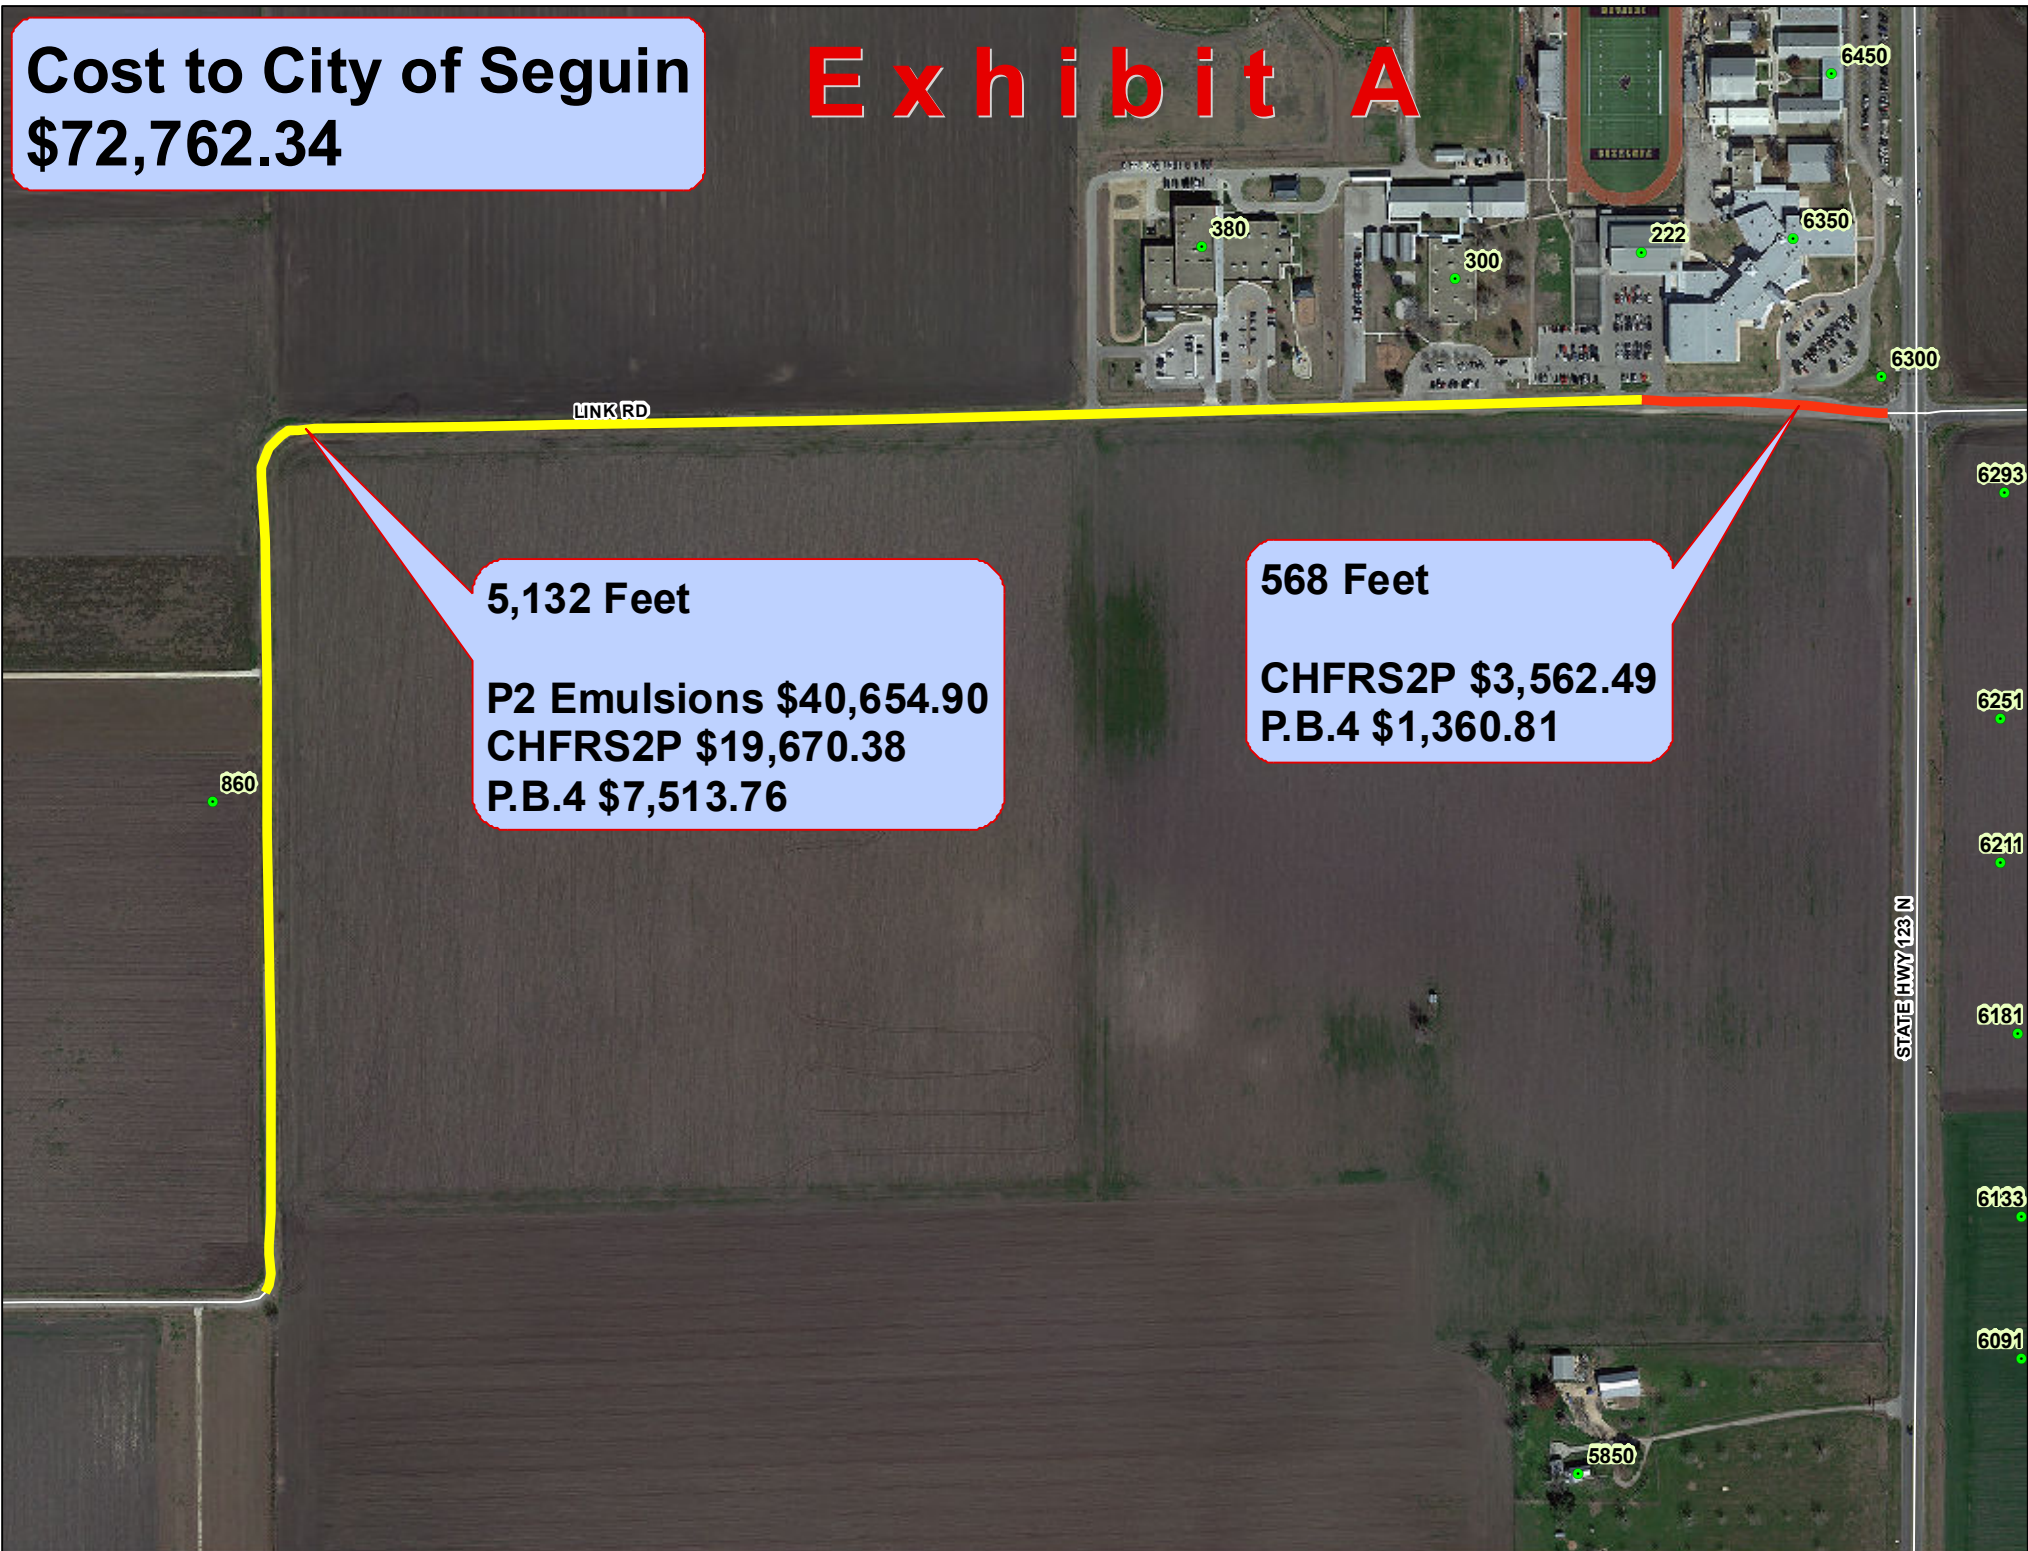 Cost to City of Seguin
$72,762.34
Exhibit A
6450
380
300
222
6350
6300
LINK RD
6293
5,132 Feet
P2 Emulsions $40,654.90
CHFRS2P $19,670.38
P.B.4 $7,513.76
568 Feet
CHFRS2P $3,562.49
P.B.4 $1,360.81
6251
860
6211
STATE HWY 123 N
6181
6133
6091
5850